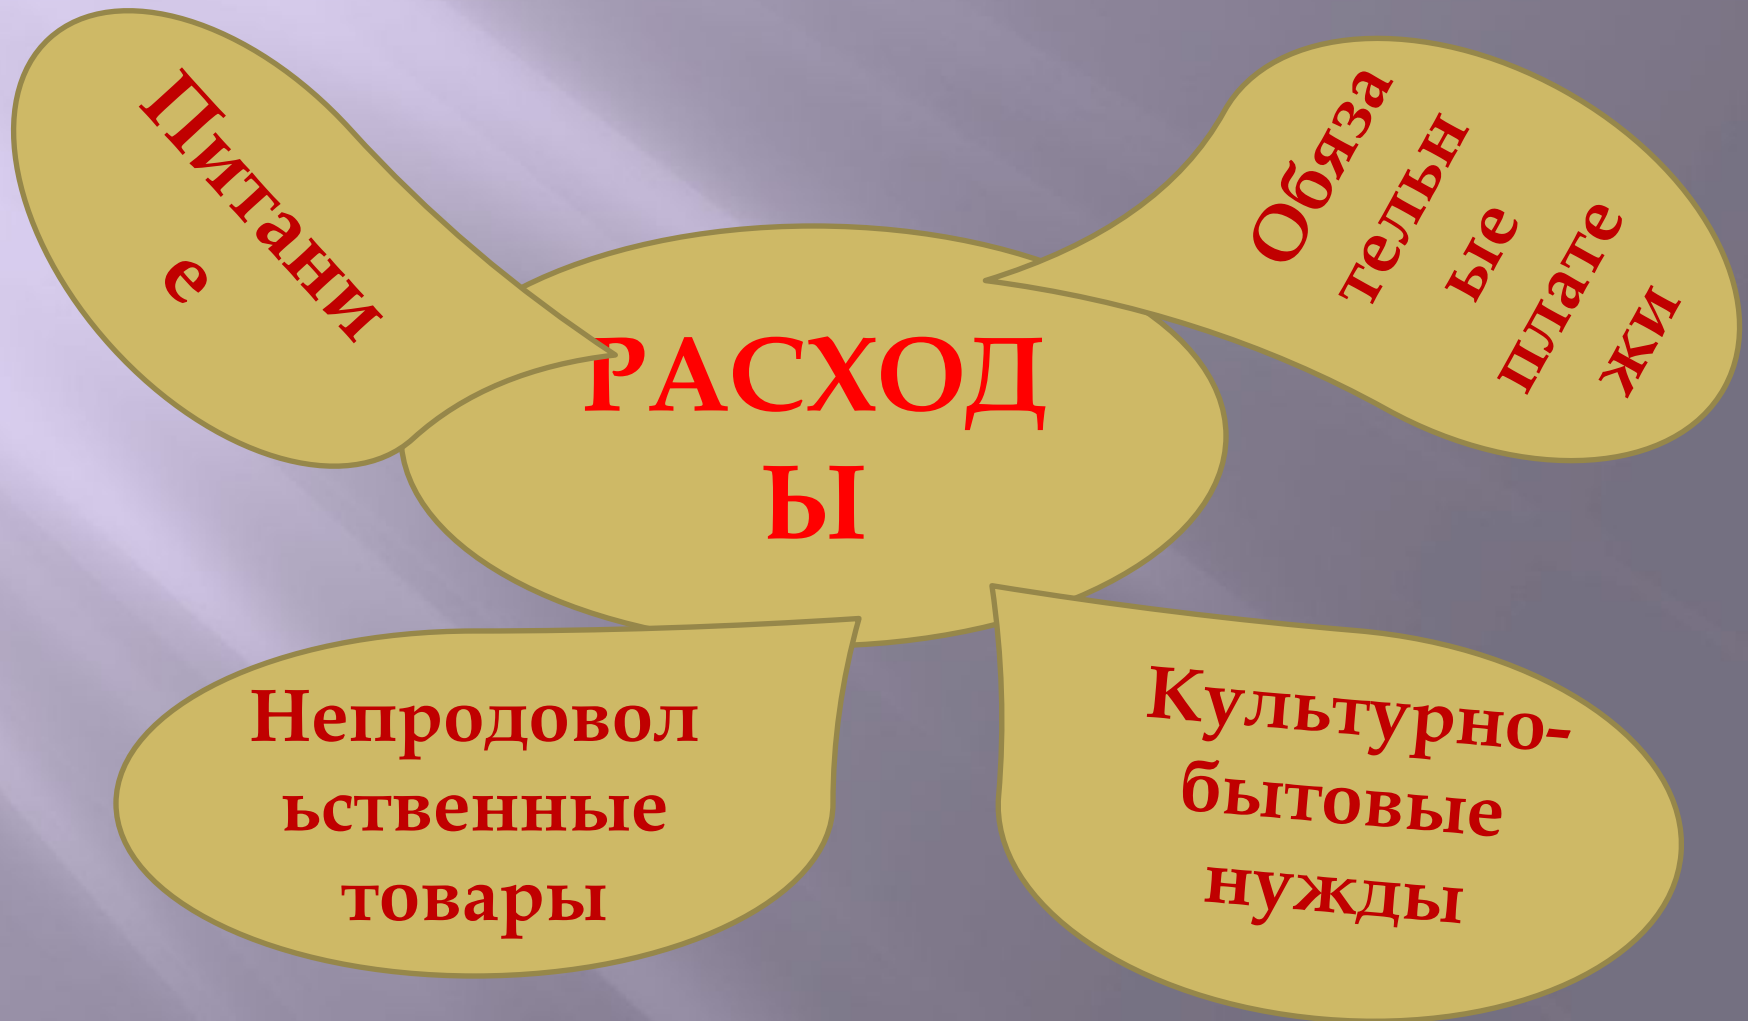 Питани
е
Обяза
тельн
ые
плате
жи
РАСХОД
Ы
Непродовол
ьственные
товары
Культурно-
бытовые
нужды